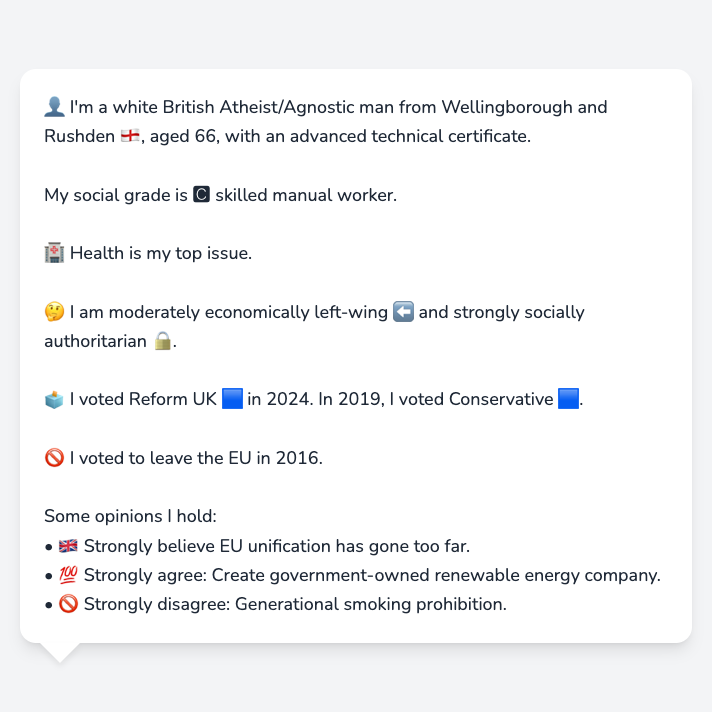 👤 I'm a white British Atheist/Agnostic man from Wellingborough and
Rushden 🏴󠁧󠁢󠁥󠁮󠁧󠁿, aged 66, with an advanced technical certificate.
My social grade is 🅲 skilled manual worker.
🏥 Health is my top issue.
🤔 I am moderately economically left-wing ⬅️ and strongly socially
authoritarian 🔒.
🗳️ I voted Reform UK 🟦 in 2024. In 2019, I voted Conservative 🟦.
🚫 I voted to leave the EU in 2016.
Some opinions I hold:
• 🇬🇧 Strongly believe EU unification has gone too far.
• 💯 Strongly agree: Create government-owned renewable energy company.
• 🚫 Strongly disagree: Generational smoking prohibition.